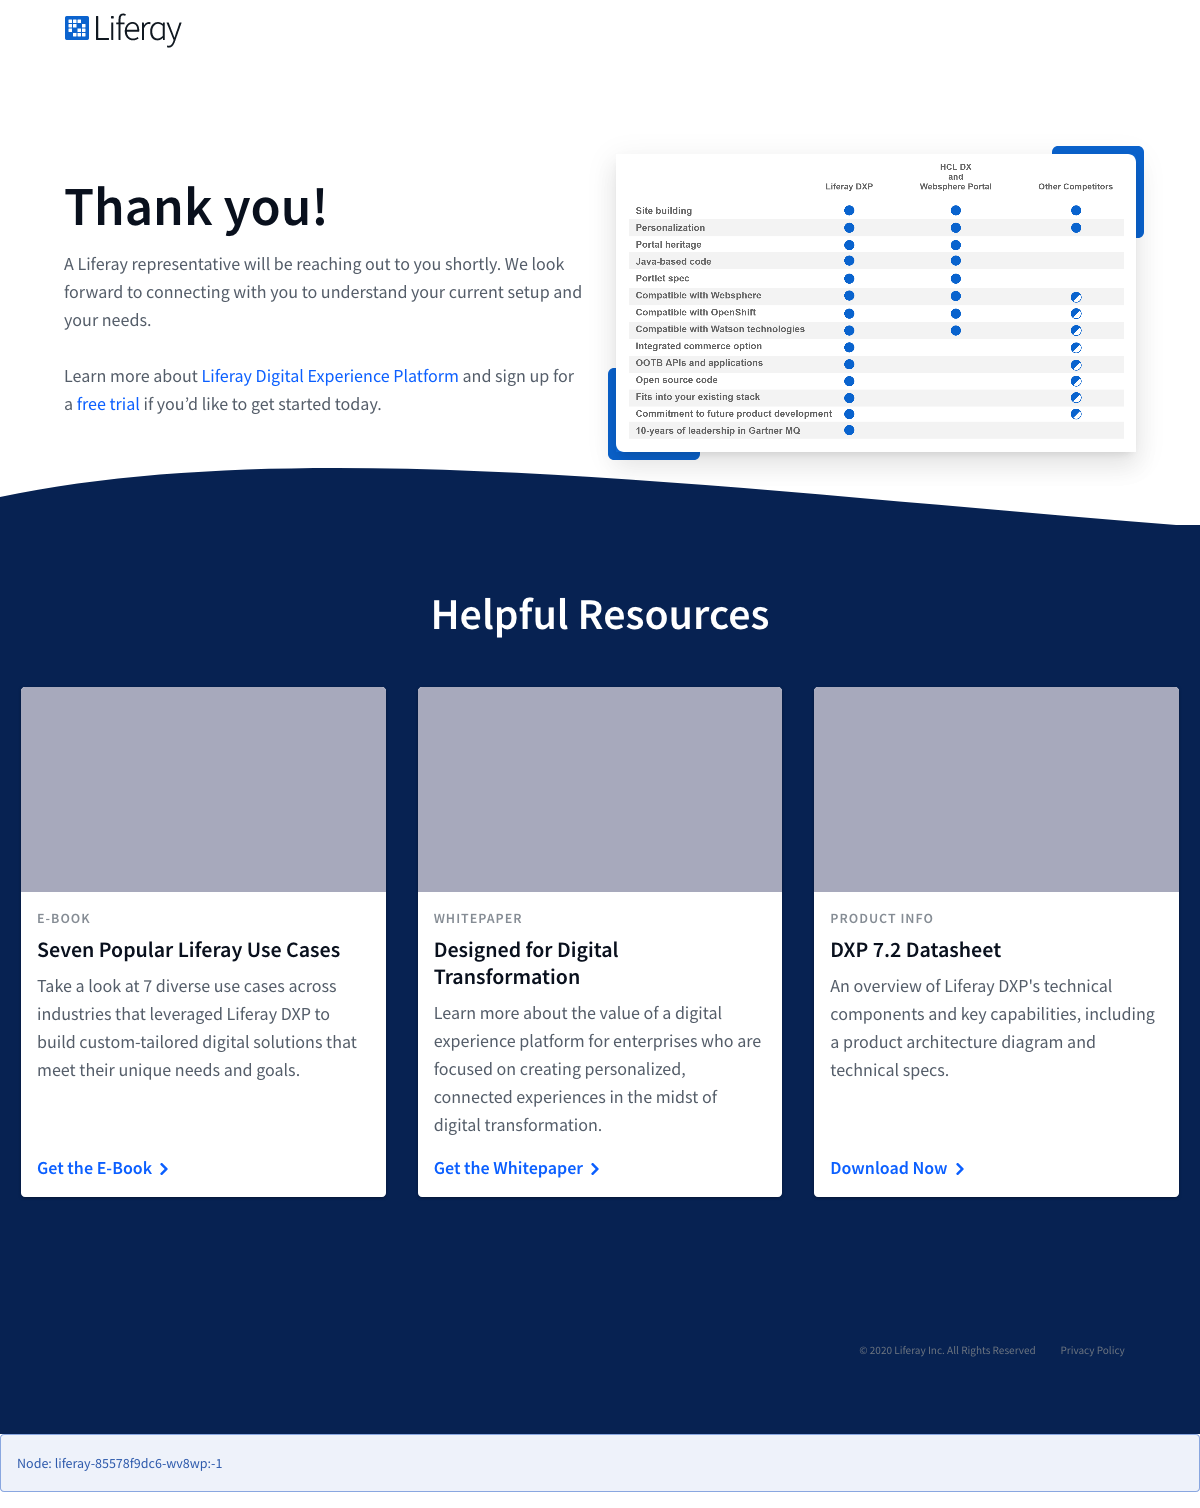 Liferay
Thank you!
A Liferay representative will be reaching out to you shortly. We look
forward to connecting with you to understand your current setup and
your needs.
Learn more about Liferay Digital Experience Platform and sign up for
a free trial if you’d like to get started today.
HCL DX
and
Liferay DXP Websphere Portal Other Competitors
Site building
Personalization
Portal heritage
Java-based code
Portlet spec
Compatible with Websphere
Compatible with OpenShift
Compatible with Watson technologies
Integrated commerce option
OOTB APIs and applications
Open source code
Fits into your existing stack
Commitment to future product development
10-years of leadership in Gartner MQ
Helpful Resources
E-BOOK
Seven Popular Liferay Use Cases
Take a look at 7 diverse use cases across
industries that leveraged Liferay DXP to
build custom-tailored digital solutions that
meet their unique needs and goals.
Get the E-Book
WHITEPAPER
Designed for Digital
Transformation
Learn more about the value of a digital
experience platform for enterprises who are
focused on creating personalized,
connected experiences in the midst of
digital transformation.
Get the Whitepaper
PRODUCT INFO
DXP 7.2 Datasheet
An overview of Liferay DXP's technical
components and key capabilities, including
a product architecture diagram and
technical specs.
Download Now
© 2020 Liferay Inc. All Rights Reserved Privacy Policy
Node: liferay-85578f9dc6-wv8wp:-1